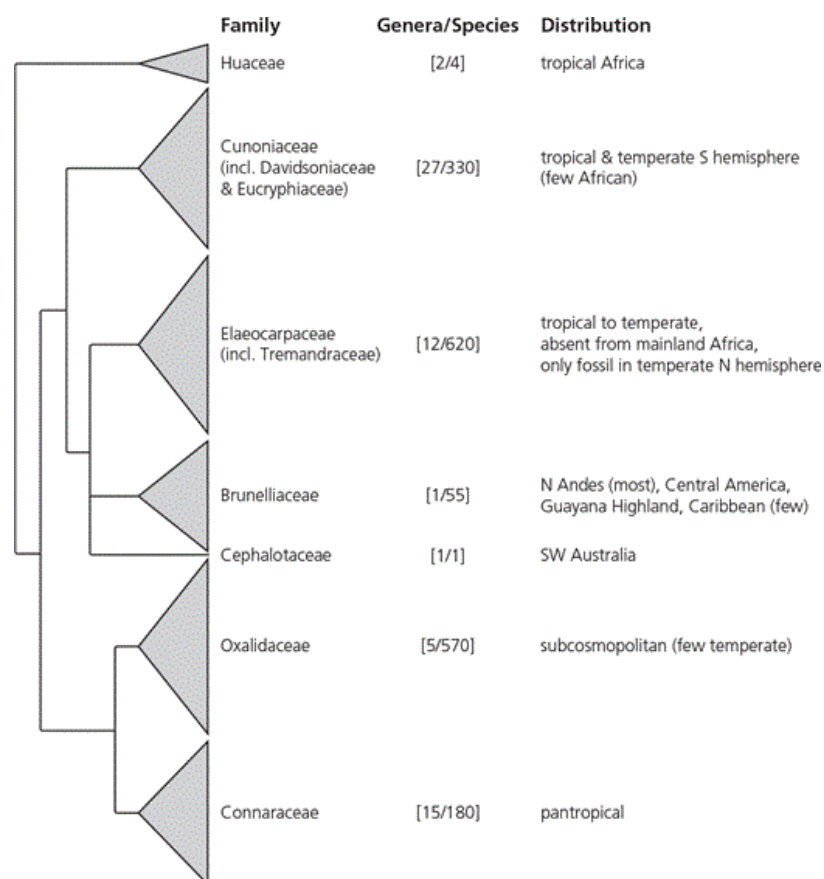 Family Genera/Species Distribution
Huaceae [2/4] tropical Africa
Cunoniaceae
(incl. Davidsoniaceae
& Eucryphiaceae)
[27/330]
tropical & temperate S hemisphere
(few African)
Elaeocarpaceae
(incl. Tremandraceae)
[12/620]
tropical to temperate,
absent from mainland Africa,
only fossil in temperate N hemisphere
Brunelliaceae
[1/55]
N Andes (most), Central America,
Guayana Highland, Caribbean (few)
Cephalotaceae [1/1] SW Australia
Oxalidaceae [5/570] subcosmopolitan (few temperate)
Connaraceae [15/180] pantropical